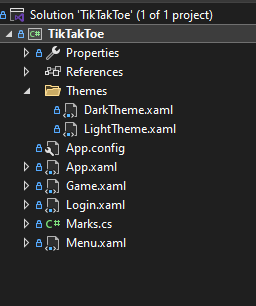 Solution 'TikTakToe' (1 of 1 project)
C# TikTakToe
Properties
References
Themes
DarkTheme.xaml
LightTheme.xaml
App.config
App.xaml
Game.xaml
Login.xaml
C# Marks.cs
Menu.xaml